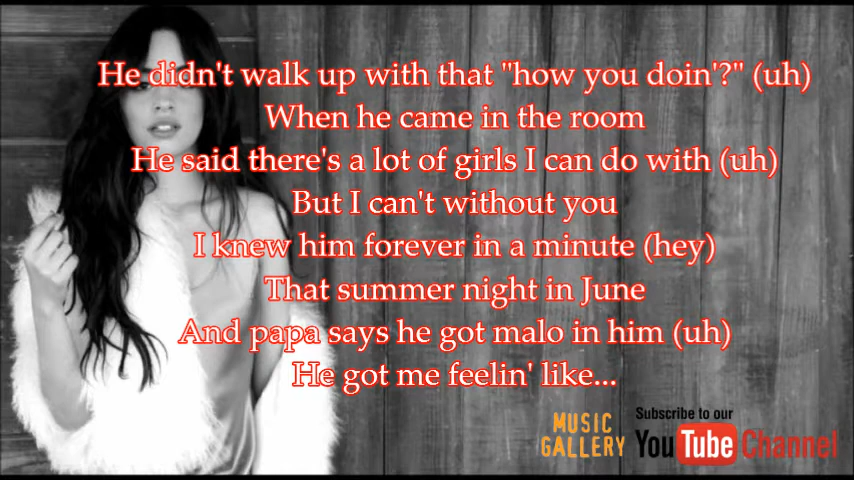 He didn't walk up with that "how you doin'?" (uh)
When he came in the room
He said there's a lot of girls I can do with (uh)
But I can't without you
I knew him forever in a minute (hey)
That summer night in June
And papa says he got malo in him (uh)
He got me feelin' like...
MUSIC GALLERY
Subscribe to our
YouTube Channel